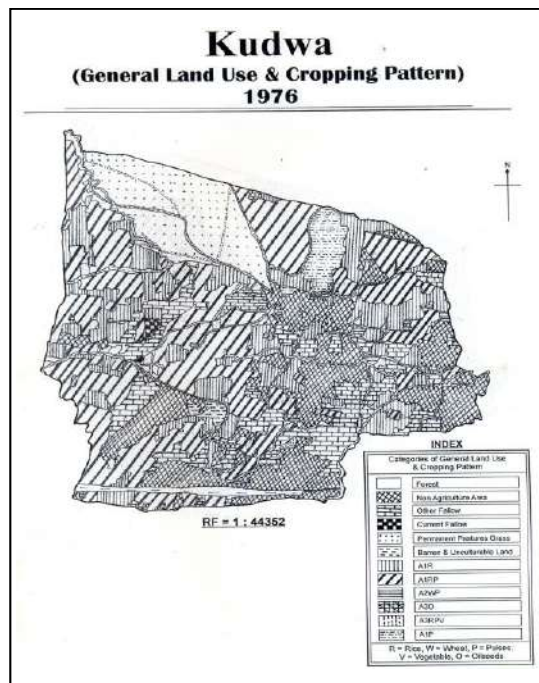 Kudwa
(General Land Use & Cropping Pattern)
1976
N
RF = 1 : 44352
INDEX
Categories of General Land Use
& Cropping Pattern
Forest
Non Agriculture Area
Other Fallow
Current Fallow
Permanent Pastures Grass
Barren & Unculturable Land
A1R
A1RP
A2WP
A3O
A1P
R = Rice, W = Wheat, P = Pulses,
V = Vegetable, O = Oilseeds